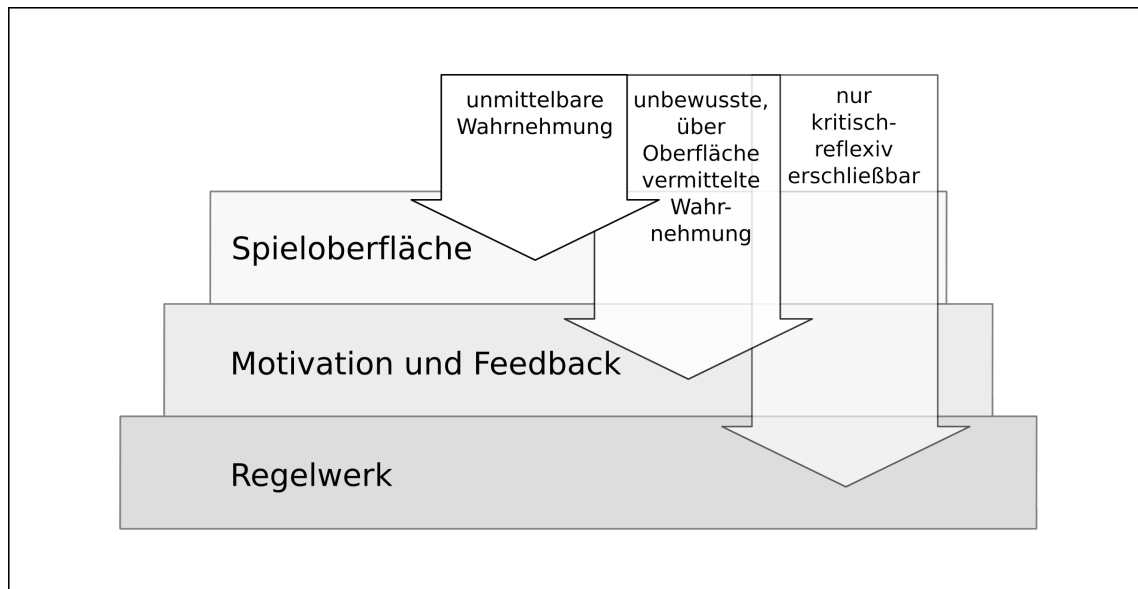 unmittelbare
Wahrnehmung
unbewusste,
über
Oberfläche
vermittelte
Wahr-
nehmung
nur
kritisch-
reflexiv
erschließbar
Spieloberfläche
Motivation und Feedback
Regelwerk